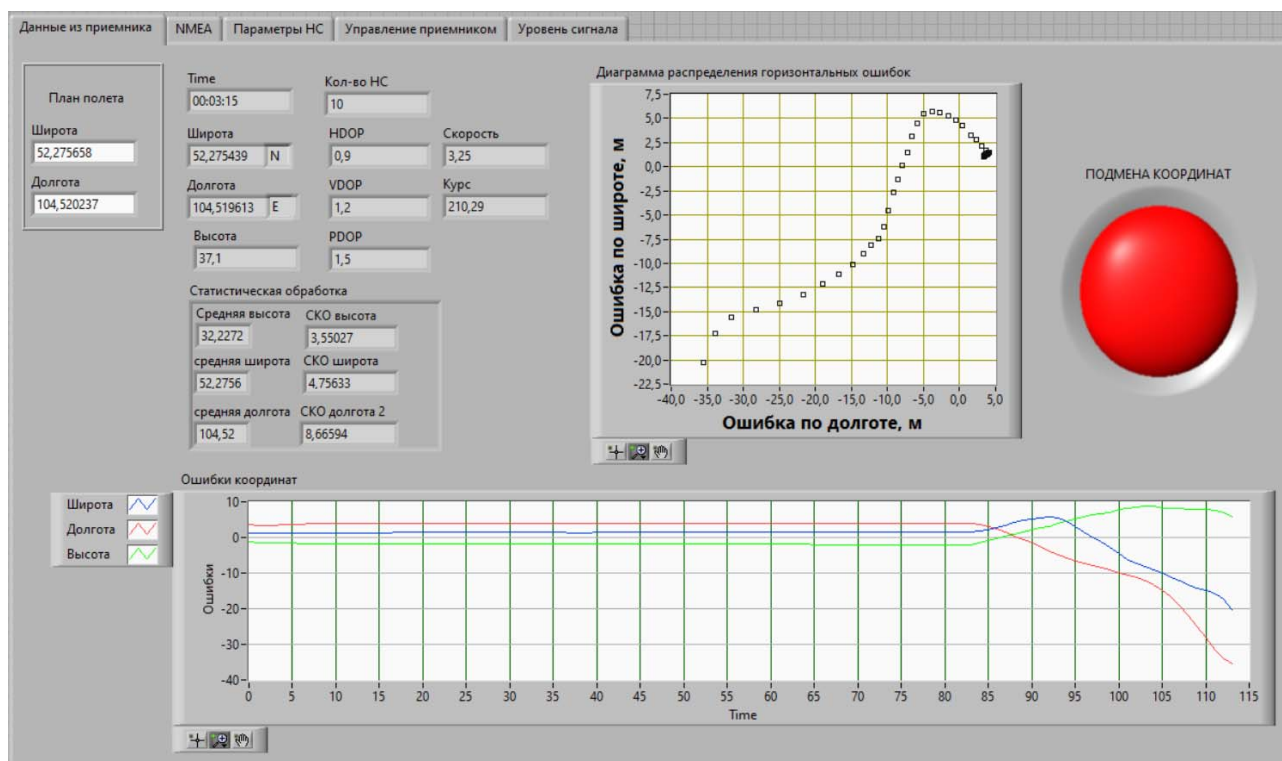 Данные из приемника
NMEA
Параметры НС
Управление приемником
Уровень сигнала
План полета
Широта
52,275658
Долгота
104,520237
Time
00:03:15
Кол-во НС
10
Широта
52,275439 N
HDOP
0,9
Скорость
3,25
Долгота
104,519613 E
VDOP
1,2
Курс
210,29
Высота
37,1
PDOP
1,5
Статистическая обработка
Средняя высота
32,2272
СКО высота
3,55027
средняя широта
52,2756
СКО широта
4,75633
средняя долгота
104,52
СКО долгота 2
8,66594
Диаграмма распределения горизонтальных ошибок
Ошибка по широте, м
7,5
5,0
2,5
0,0
-2,5
-5,0
-7,5
-10,0
-12,5
-15,0
-17,5
-20,0
-22,5
-40,0 -35,0 -30,0 -25,0 -20,0 -15,0 -10,0 -5,0 0,0 5,0
Ошибка по долготе, м
ПОДМЕНА КООРДИНАТ
Ошибки координат
Широта
Долгота
Высота
Ошибки
10
0
-10
-20
-30
-40
0 5 10 15 20 25 30 35 40 45 50 55 60 65 70 75 80 85 90 95 100 105 110 115
Time